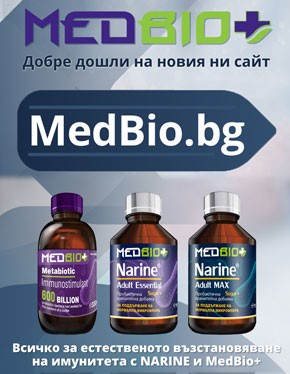 MEDBIO+
Добре дошли на новия ни сайт
MedBio.bg
MEDBIO+
Metabiotic
Immunostimulant
600 BILLION
MEDBIO+
Narine®
Adult Essential
MEDBIO+
Narine®
Adult MAX
Всичко за естественото възстановяване
на имунитета с NARINE и MedBio+